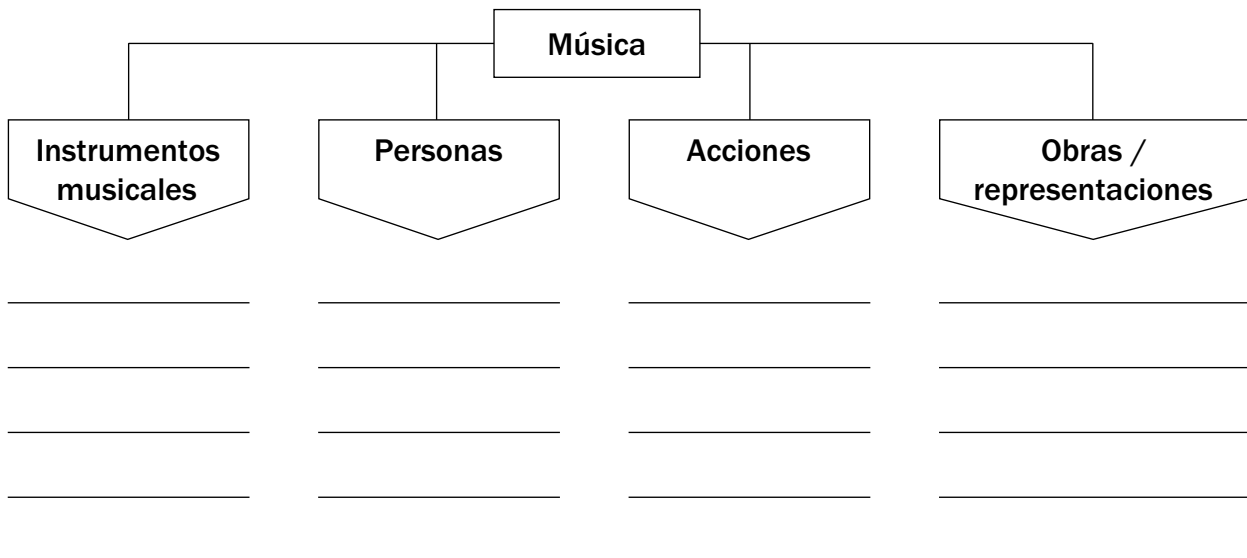 Música
Instrumentos
musicales
Personas
Acciones
Obras /
representaciones